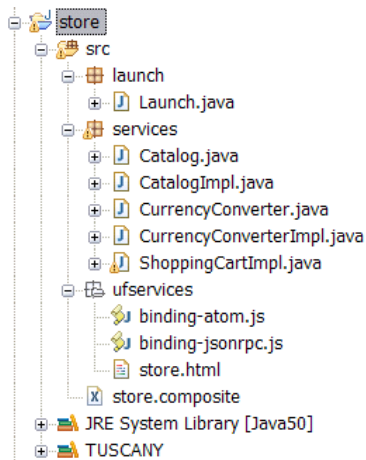 store
src
launch
Launch.java
services
Catalog.java
CatalogImpl.java
CurrencyConverter.java
CurrencyConverterImpl.java
ShoppingCartImpl.java
ufservices
binding-atom.js
binding-jsonrpc.js
store.html
store.composite
JRE System Library [Java50]
TUSCANY